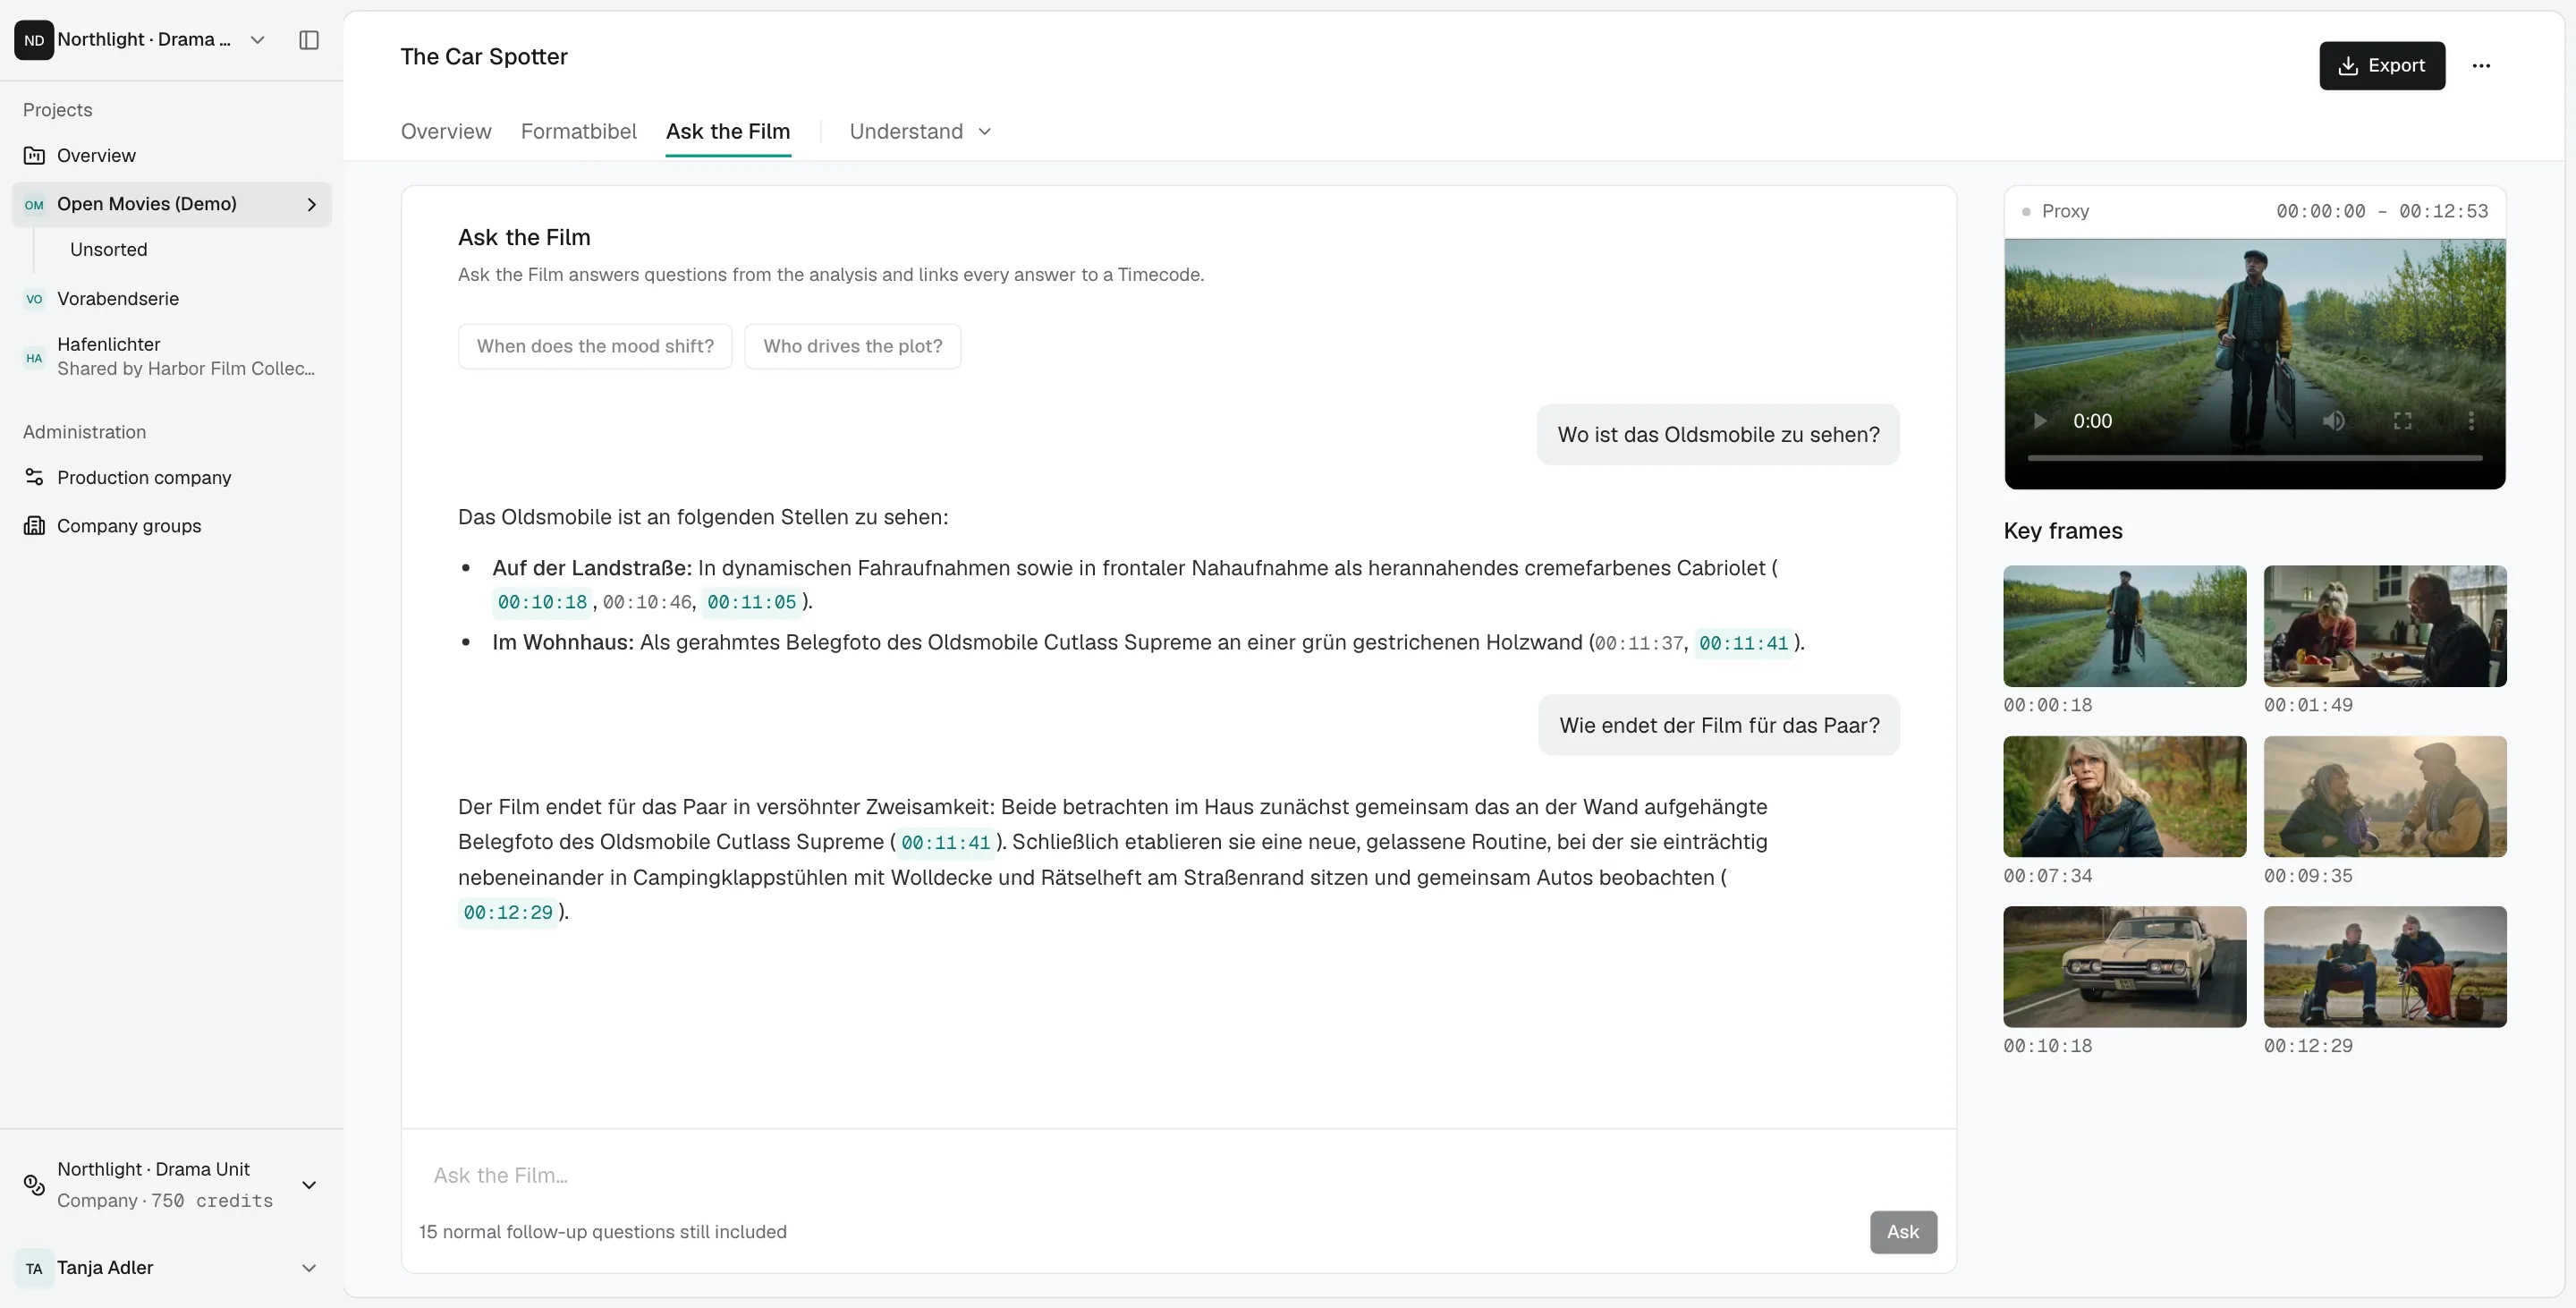 ND Northlight · Drama ...
Projects
Overview
OM Open Movies (Demo)
Unsorted
VO Vorabendserie
HA Hafenlichter
Shared by Harbor Film Collec...
Administration
Production company
Company groups
Northlight · Drama Unit
Company · 750 credits
TA Tanja Adler
The Car Spotter
Export
Overview Formatbibel Ask the Film Understand
Ask the Film
Ask the Film answers questions from the analysis and links every answer to a Timecode.
When does the mood shift? Who drives the plot?
Wo ist das Oldsmobile zu sehen?
Das Oldsmobile ist an folgenden Stellen zu sehen:
• Auf der Landstraße: In dynamischen Fahraufnahmen sowie in frontaler Nahaufnahme als herannahendes cremefarbenes Cabriolet (
00:10:18, 00:10:46, 00:11:05).
• Im Wohnhaus: Als gerahmtes Belegfoto des Oldsmobile Cutlass Supreme an einer grün gestrichenen Holzwand (00:11:37, 00:11:41).
Wie endet der Film für das Paar?
Der Film endet für das Paar in versöhnter Zweisamkeit: Beide betrachten im Haus zunächst gemeinsam das an der Wand aufgehängte
Belegfoto des Oldsmobile Cutlass Supreme (00:11:41). Schließlich etablieren sie eine neue, gelassene Routine, bei der sie einträchtig
nebeneinander in Campingklappstühlen mit Wolldecke und Rätselheft am Straßenrand sitzen und gemeinsam Autos beobachten (
00:12:29).
Ask the Film...
15 normal follow-up questions still included
Ask
Proxy 00:00:00 – 00:12:53
0:00
Key frames
00:00:18 00:01:49
00:07:34 00:09:35
00:10:18 00:12:29